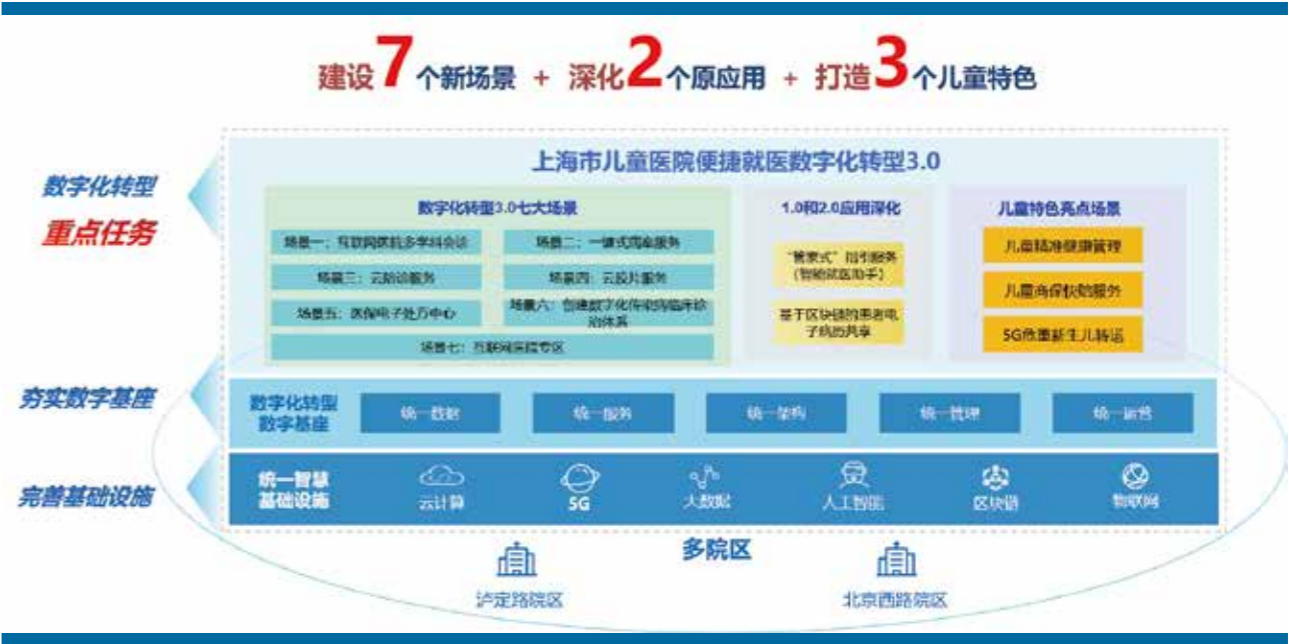 建设7个新场景 + 深化2个原应用 + 打造3个儿童特色
上海市儿童医院便捷就医数字化转型3.0
数字化转型
重点任务
数字化转型3.0七大场景
场景一：互联网医院多学科会诊
场景二：一键式病案服务
场景三：云陪诊服务
场景四：云胶片服务
场景五：医保电子处方中心
场景六：创建数字化传染病临床诊
治体系
场景七：互联网医院专区
1.0和2.0应用深化
“管家式”指引服务
（智能就医助手）
基于区块链的患者电
子病历共享
儿童特色亮点场景
儿童精准健康管理
儿童商保快赔服务
5G危重新生儿转运
夯实数字基座
数字化转型
数字基座
统一数据
统一服务
统一架构
统一管理
统一运营
完善基础设施
统一智慧
基础设施
云计算
5G
大数据
人工智能
区块链
物联网
多院区
泸定路院区
北京西路院区